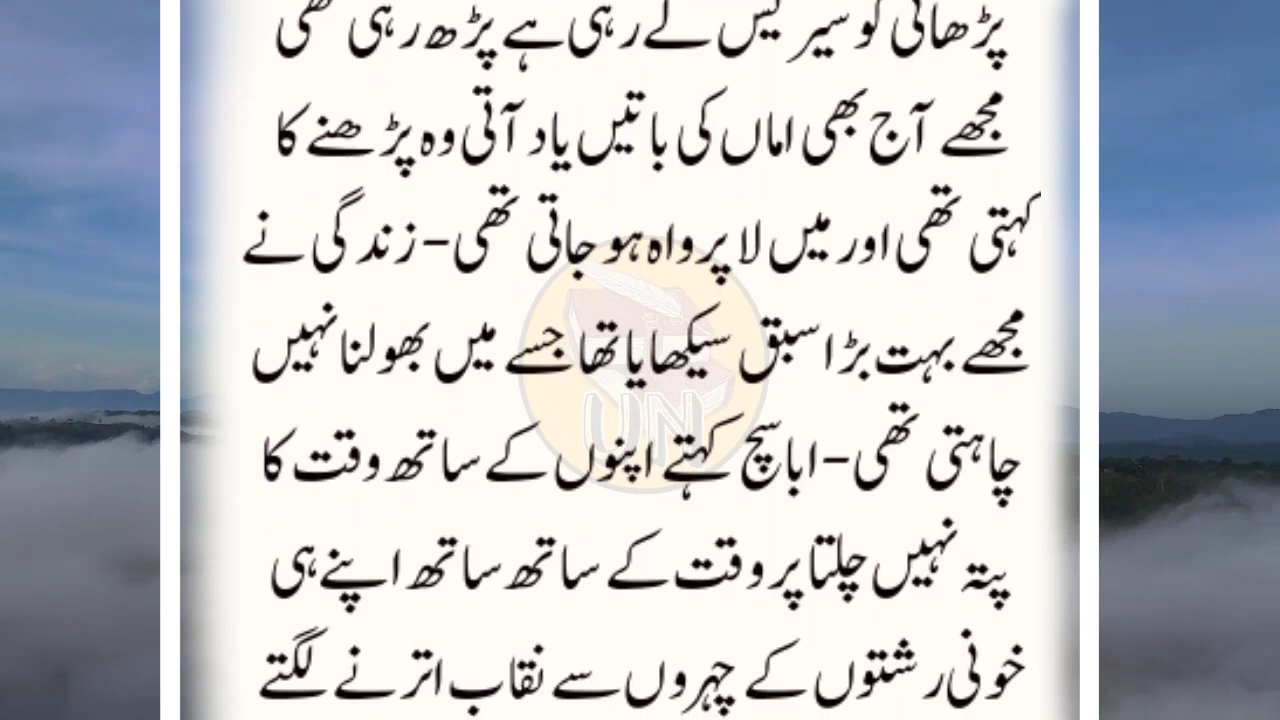 پڑھائی کو سیریس لے رہی ہے پڑھ رہی تھی
مجھے آج بھی اماں کی باتیں یاد آتی وہ پڑھنے کا
کہتی تھی اور میں لا پرواہ ہو جاتی تھی-زندگی نے
مجھے بہت بڑا سبق سیکھایا تھا جسے میں بھولنا نہیں
چاہتی تھی-ابا سچ کہتے اپنوں کے ساتھ وقت کا
پتہ نہیں چلتا پر وقت کے ساتھ ساتھ اپنے ہی
خونی رشتوں کے چہروں سے نقاب اترنے لگتے
UN